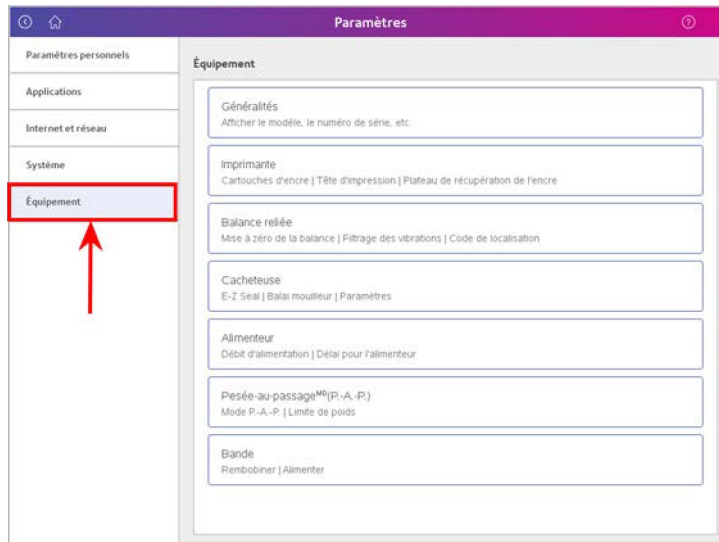 Paramètres
Paramètres personnels
Applications
Internet et réseau
Système
Équipement
Équipement
Généralités
Afficher le modèle, le numéro de série, etc.
Imprimante
Cartouches d'encre | Tête d'impression | Plateau de récupération de l'encre
Balance reliée
Mise à zéro de la balance | Filtrage des vibrations | Code de localisation
Cacheteuse
E-Z Seal | Balai mouilleur | Paramètres
Alimenteur
Débit d'alimentation | Délai pour l'alimenteur
Pesée-au-passageMD(P.-A.-P.)
Mode P.-A.-P. | Limite de poids
Bande
Rembobiner | Alimenter